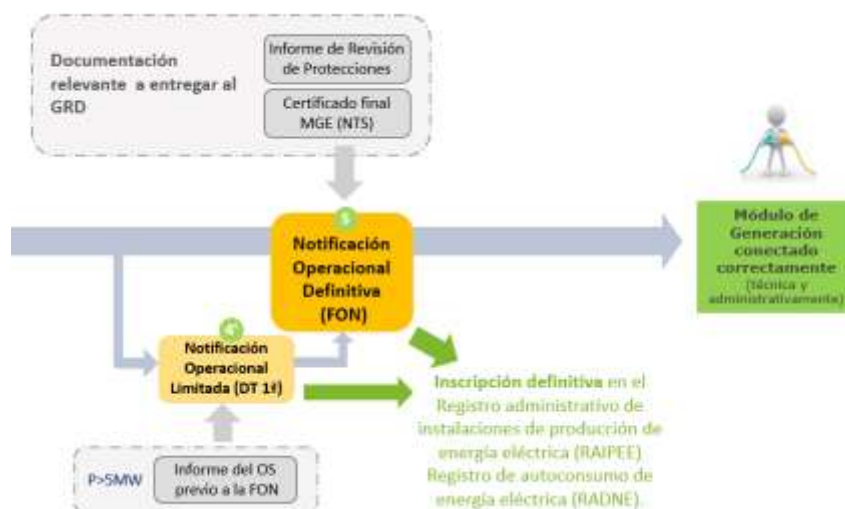 Documentación
relevante a entregar al
GRD
Informe de Revisión
de Protecciones
Certificado final
MGE (NTS)
5
Notificación
Operacional
Definitiva
(FON)
Módulo de
Generación
conectado
correctamente
(técnica y
administrativamente)
Notificación
Operacional
Limitada (DT 1ª)
Inscripción definitiva en el
Registro administrativo de
instalaciones de producción de
energía eléctrica (RAIPEE)
Registro de autoconsumo de
energía eléctrica (RADNE).
P>5MW
Informe del OS
previo a la FON